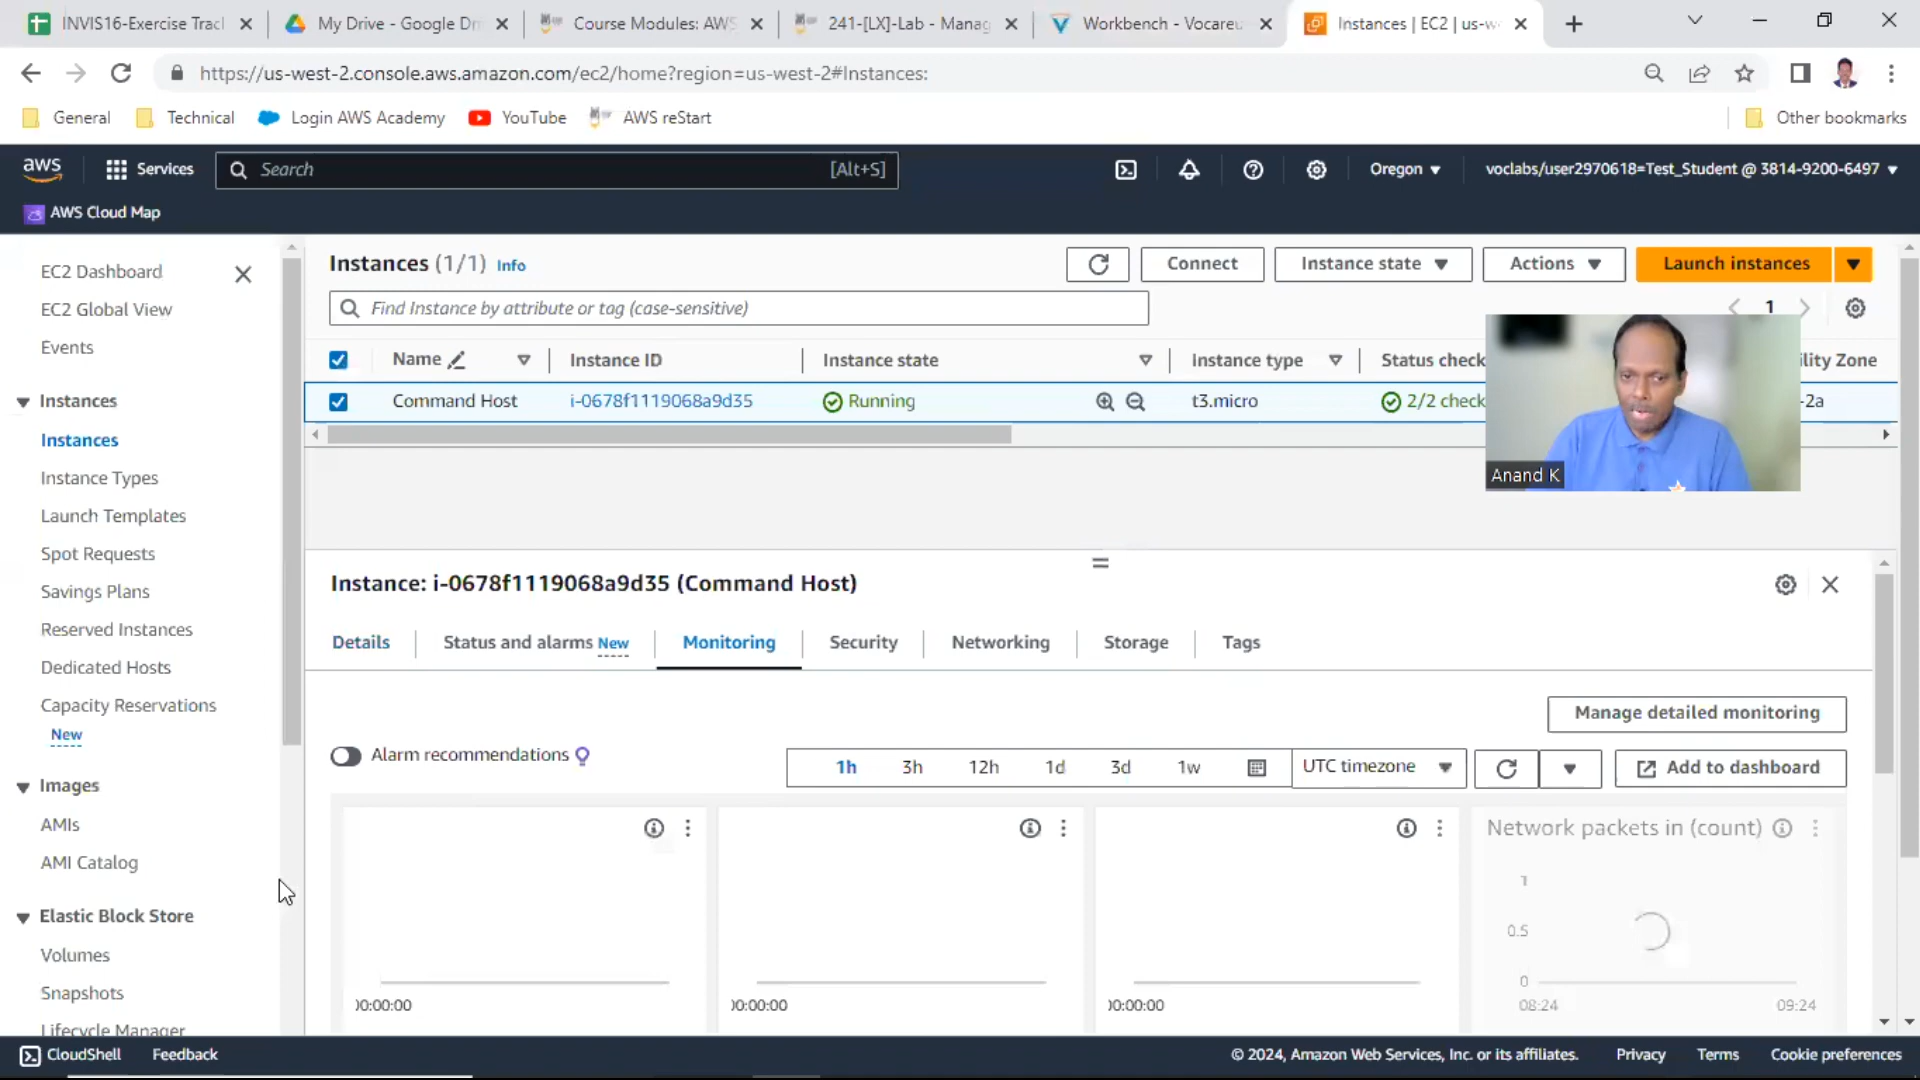 INVIS16-Exercise Tracl
My Drive - Google Dr
Course Modules: AWS
241-[LX]-Lab - Manag
Workbench - Vocareu
Instances | EC2 | us-w
https://us-west-2.console.aws.amazon.com/ec2/home?region=us-west-2#Instances:
General
Technical
Login AWS Academy
YouTube
AWS reStart
Other bookmarks
aws
Services
Search
[Alt+S]
Oregon
voclabs/user2970618=Test_Student @ 3814-9200-6497
AWS Cloud Map
EC2 Dashboard
EC2 Global View
Events
Instances
Instances
Instance Types
Launch Templates
Spot Requests
Savings Plans
Reserved Instances
Dedicated Hosts
Capacity Reservations
New
Images
AMIs
AMI Catalog
Elastic Block Store
Volumes
Snapshots
Lifecycle Manager
Instances (1/1) Info
Connect
Instance state
Actions
Launch instances
Find Instance by attribute or tag (case-sensitive)
1
Name
Instance ID
Instance state
Instance type
Status check
ility Zone
Command Host
i-0678f1119068a9d35
Running
t3.micro
2/2 check
-2a
Anand K
Instance: i-0678f1119068a9d35 (Command Host)
Details
Status and alarms New
Monitoring
Security
Networking
Storage
Tags
Manage detailed monitoring
Alarm recommendations
1h
3h
12h
1d
3d
1w
UTC timezone
Add to dashboard
00:00:00
00:00:00
00:00:00
Network packets in (count)
1
0.5
0
08:24
09:24
CloudShell
Feedback
© 2024, Amazon Web Services, Inc. or its affiliates.
Privacy
Terms
Cookie preferences